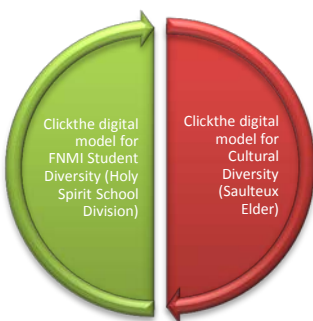 Clickthe digital
model for
FNMI Student
Diversity (Holy
Spirit School
Division)
Clickthe digital
model for
Cultural
Diversity
(Saulteux
Elder)